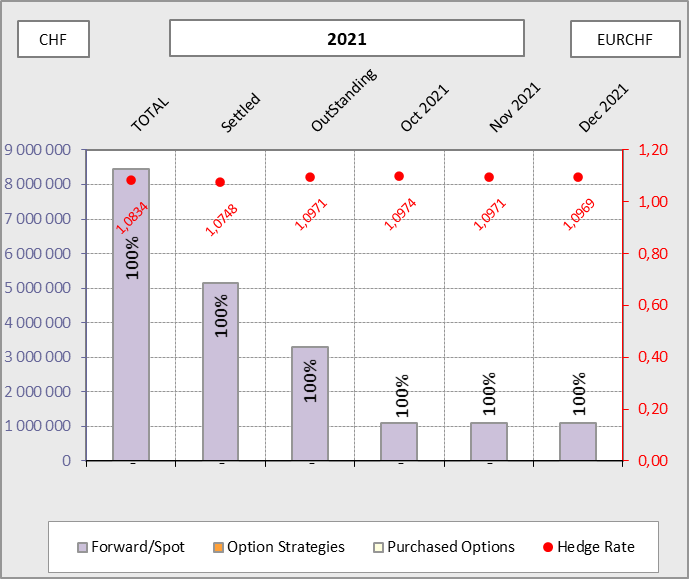 CHF
2021
EURCHF
TOTAL
Settled
OutStanding
Oct 2021
Nov 2021
Dec 2021
9 000 000
8 000 000
7 000 000
6 000 000
5 000 000
4 000 000
3 000 000
2 000 000
1 000 000
0
1,20
1,00
0,80
0,60
0,40
0,20
0,00
1,0834
1,0748
1,0971
1,0974
1,0971
1,0969
100%
100%
100%
100%
100%
100%
- - - - - -
Forward/Spot Option Strategies Purchased Options Hedge Rate